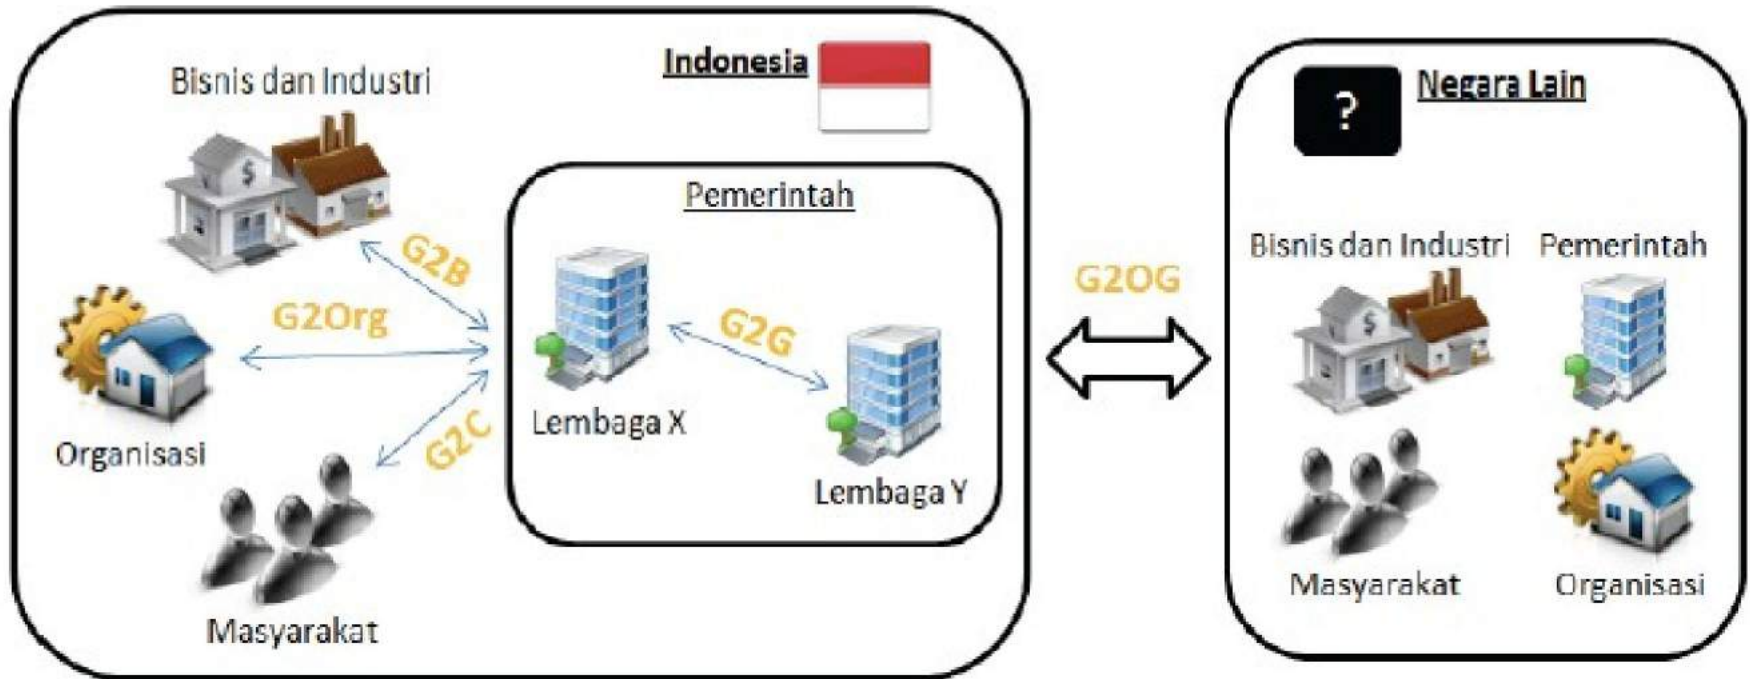 Indonesia
Bisnis dan Industri
$
Pemerintah
G2B
G2Org
G2G
G2C
Lembaga X
Organisasi
Lembaga Y
Masyarakat
G2OG
?
Negara Lain
Bisnis dan Industri
Pemerintah
$
Masyarakat
Organisasi